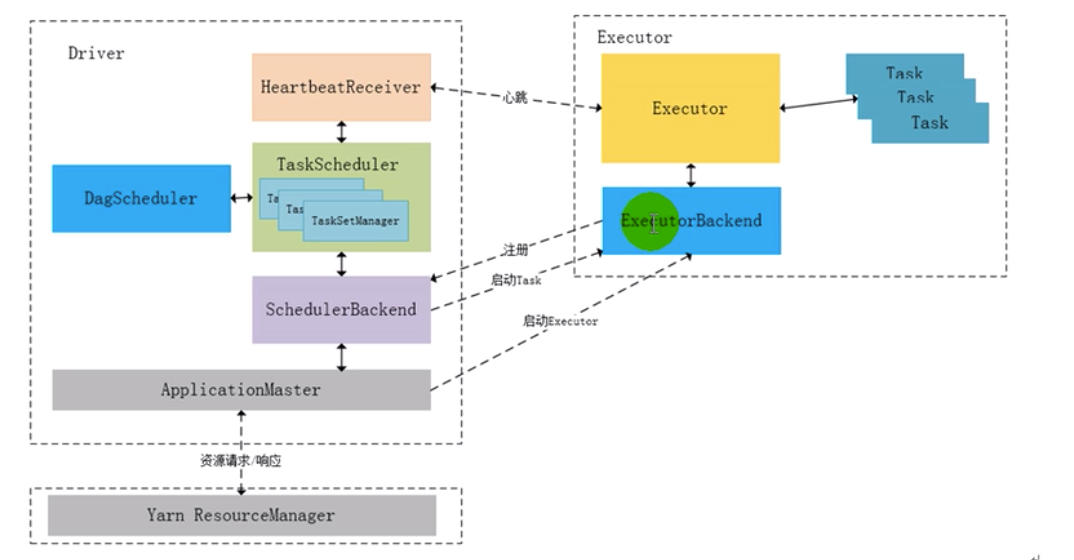 Driver
HeartbeatReceiver
TaskScheduler
Ta
Tas
TaskSetManager
DagScheduler
SchedulerBackend
ApplicationMaster
资源请求/响应
Yarn ResourceManager
心跳
注册
启动Task
启动Executor
Executor
Executor
Task
Task
Task
ExecutorBackend